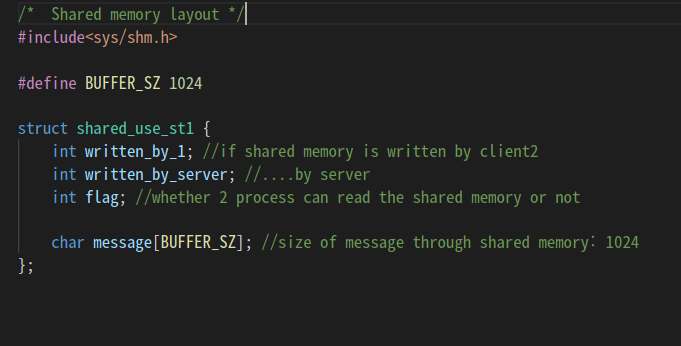 /*  Shared memory layout */
#include<sys/shm.h>
#define BUFFER_SZ 1024
struct shared_use_st1 {
int written_by_1; //if shared memory is written by client2
int written_by_server; //....by server
int flag; //whether 2 process can read the shared memory or not
char message[BUFFER_SZ]; //size of message through shared memory: 1024
};